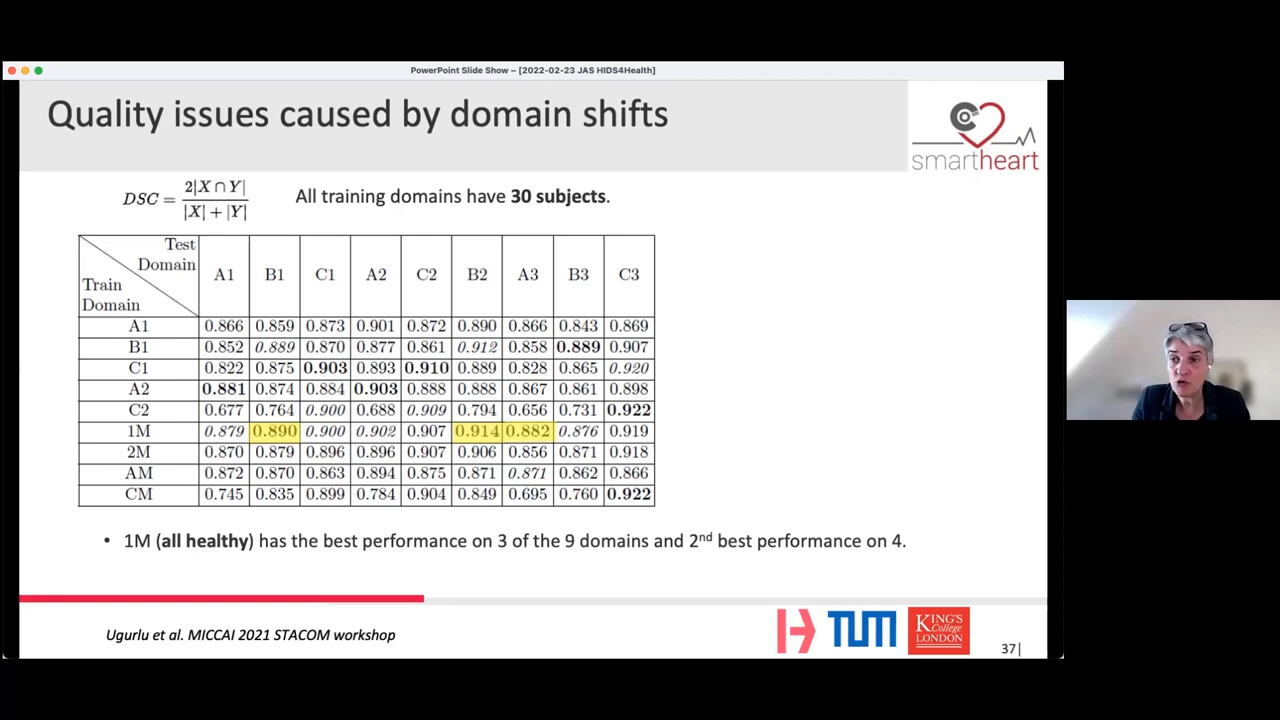 PowerPoint Slide Show – [2022-02-23 JAS HIDS4Health]
Quality issues caused by domain shifts
smartheart
DSC = 2|X ∩ Y| / |X| + |Y|
All training domains have 30 subjects.
Test Domain Train Domain A1 B1 C1 A2 C2 B2 A3 B3 C3
A1 0.866 0.859 0.873 0.901 0.872 0.890 0.866 0.843 0.869
B1 0.852 0.889 0.870 0.877 0.861 0.912 0.858 0.889 0.907
C1 0.822 0.875 0.903 0.893 0.910 0.889 0.828 0.865 0.920
A2 0.881 0.874 0.884 0.903 0.888 0.888 0.867 0.861 0.898
C2 0.677 0.764 0.900 0.688 0.909 0.794 0.656 0.731 0.922
1M 0.879 0.890 0.900 0.902 0.907 0.914 0.882 0.876 0.919
2M 0.870 0.879 0.896 0.896 0.907 0.906 0.856 0.871 0.918
AM 0.872 0.870 0.863 0.894 0.875 0.871 0.871 0.862 0.866
CM 0.745 0.835 0.899 0.784 0.904 0.849 0.695 0.760 0.922
• 1M (all healthy) has the best performance on 3 of the 9 domains and 2nd best performance on 4.
Ugurlu et al. MICCAI 2021 STACOM workshop
TUM
KING'S
College
LONDON
37|